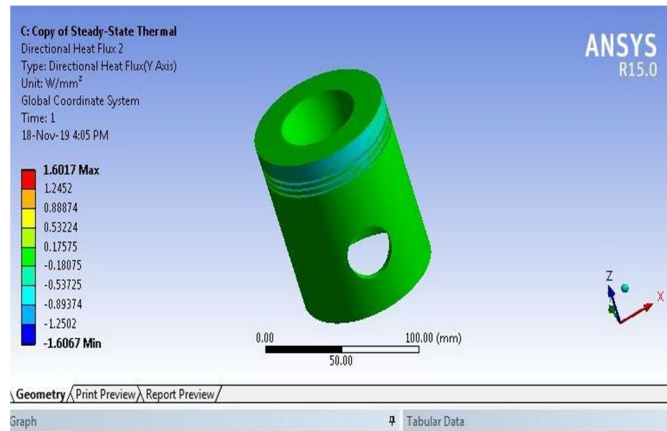 C: Copy of Steady-State Thermal
Directional Heat Flux 2
Type: Directional Heat Flux(Y Axis)
Unit: W/mm²
Global Coordinate System
Time: 1
18-Nov-19 4:05 PM
ANSYS
R15.0
1.6017 Max
1.2452
0.88874
0.53224
0.17575
-0.18075
-0.53725
-0.89374
-1.2502
-1.6067 Min
0.00
100.00 (mm)
50.00
Z
X
Geometry Print Preview Report Preview
Graph
Tabular Data